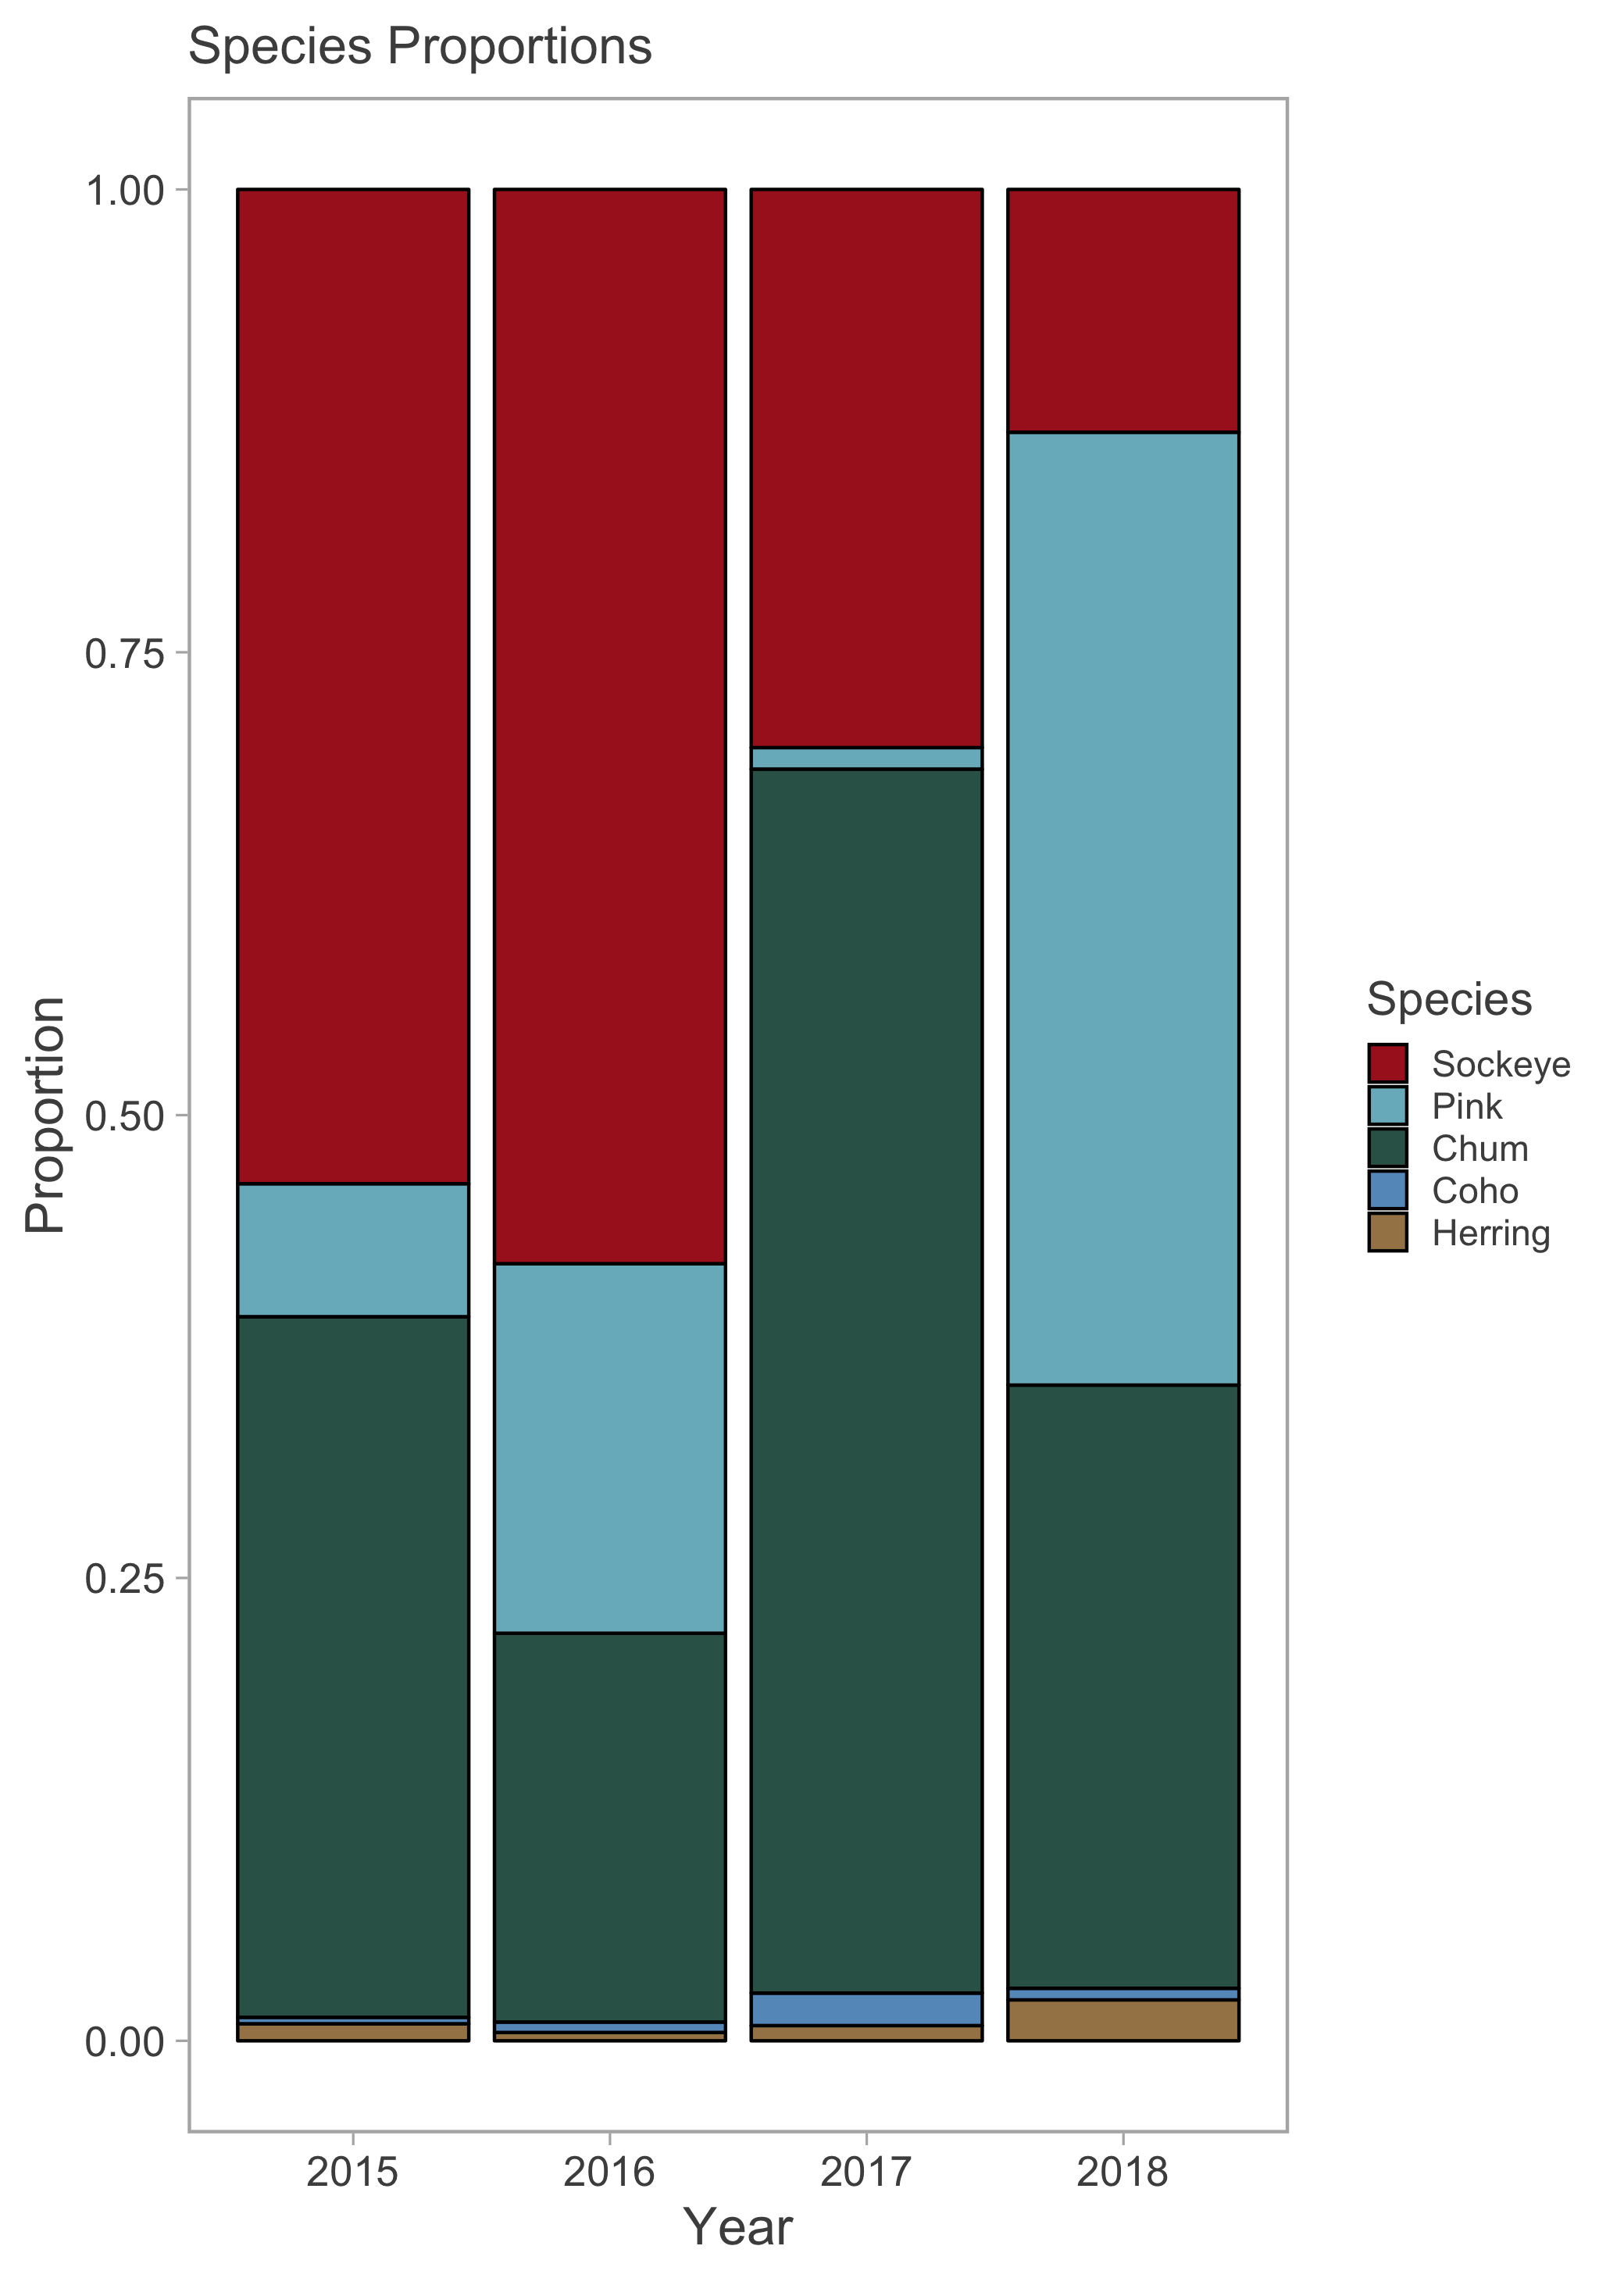 Species Proportions
1.00
0.75
0.50
0.25
0.00
Proportion
2015 2016 2017 2018
Year
Species
Sockeye
Pink
Chum
Coho
Herring